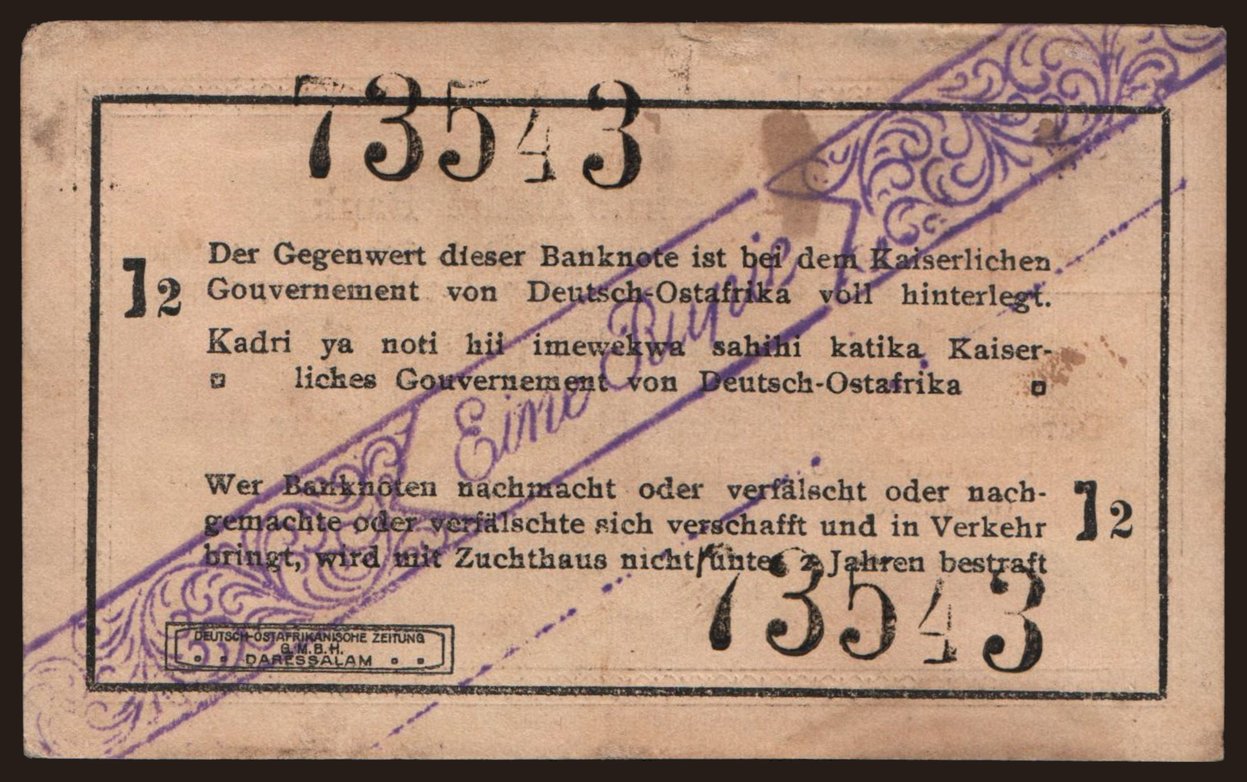 73543
Der Gegenwert dieser Banknote ist bei dem Kaiserlichen
12 Gouvernement von Deutsch-Ostafrika voll hinterlegt.
Kadri ya noti hii imewekwa sahihi katika Kaiser-
liches Gouvernement von Deutsch-Ostafrika
Eine Rupie
Wer Banknoten nachmacht oder verfälscht oder nach-
gemachte oder verfälschte sich verschafft und in Verkehr 12
bringt, wird mit Zuchthaus nicht unter 2 Jahren bestraft
73543
DEUTSCH-OSTAFRIKANISCHE ZEITUNG
G.M.B.H.
DARESSALAM